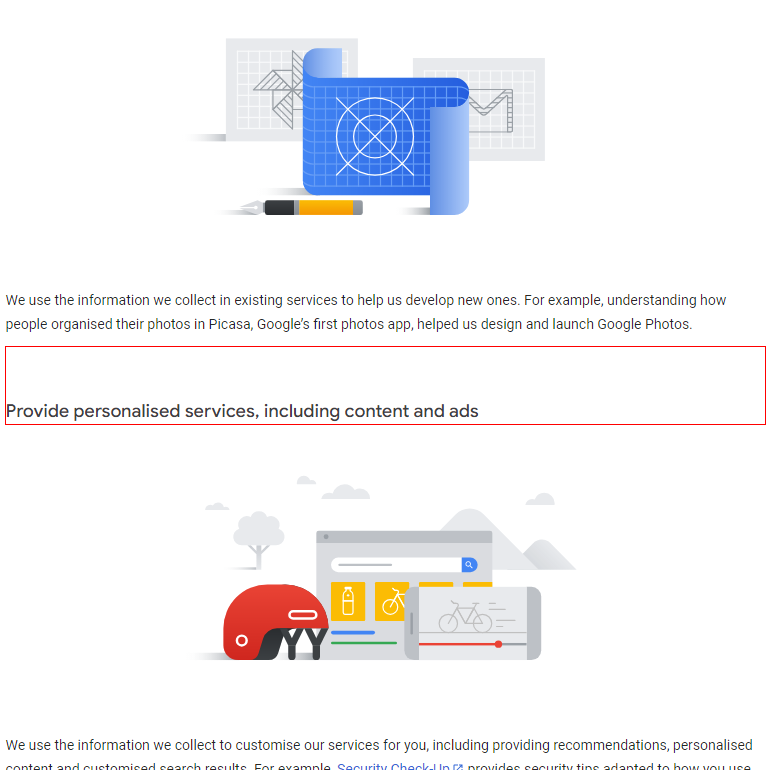 We use the information we collect in existing services to help us develop new ones. For example, understanding how
people organised their photos in Picasa, Google’s first photos app, helped us design and launch Google Photos.
Provide personalised services, including content and ads
We use the information we collect to customise our services for you, including providing recommendations, personalised
content and customised search results. For example, Security Check-Up provides security tips adapted to how you use